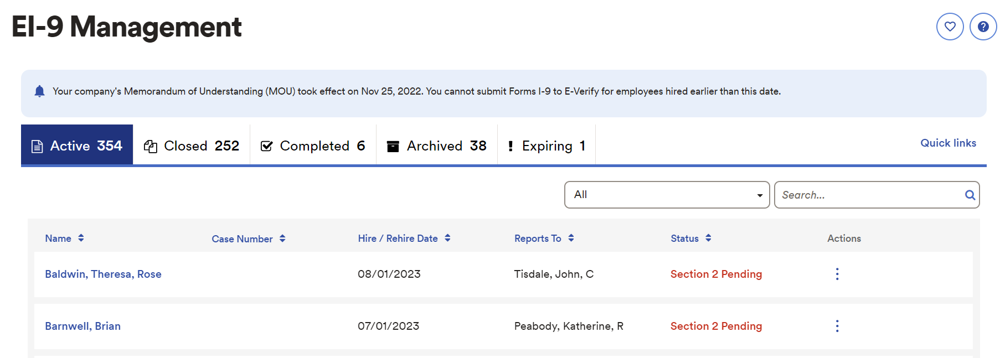 EI-9 Management
Your company's Memorandum of Understanding (MOU) took effect on Nov 25, 2022. You cannot submit Forms I-9 to E-Verify for employees hired earlier than this date.
Active 354 Closed 252 Completed 6 Archived 38 Expiring 1 Quick links
All Search...
Name Case Number Hire / Rehire Date Reports To Status Actions
Baldwin, Theresa, Rose 08/01/2023 Tisdale, John, C Section 2 Pending
Barnwell, Brian 07/01/2023 Peabody, Katherine, R Section 2 Pending